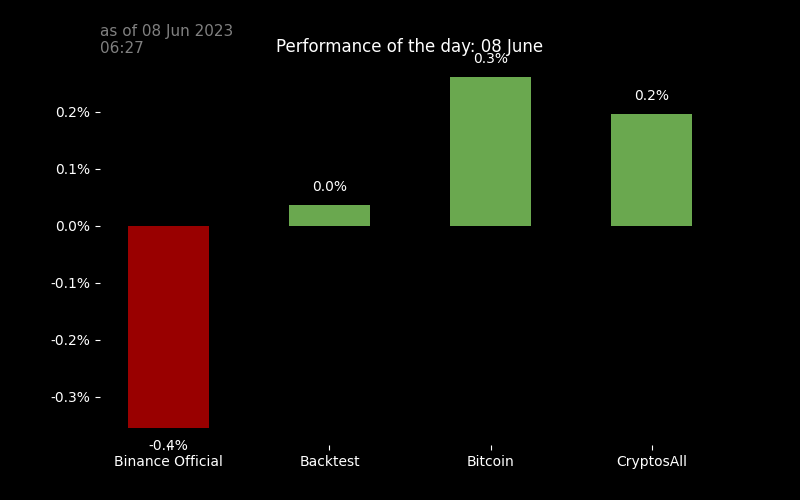 as of 08 Jun 2023
06:27
Performance of the day: 08 June
0.3%
0.2%
0.0%
-0.4%
0.2%
0.1%
0.0%
-0.1%
-0.2%
-0.3%
Binance Official
Backtest
Bitcoin
CryptosAll